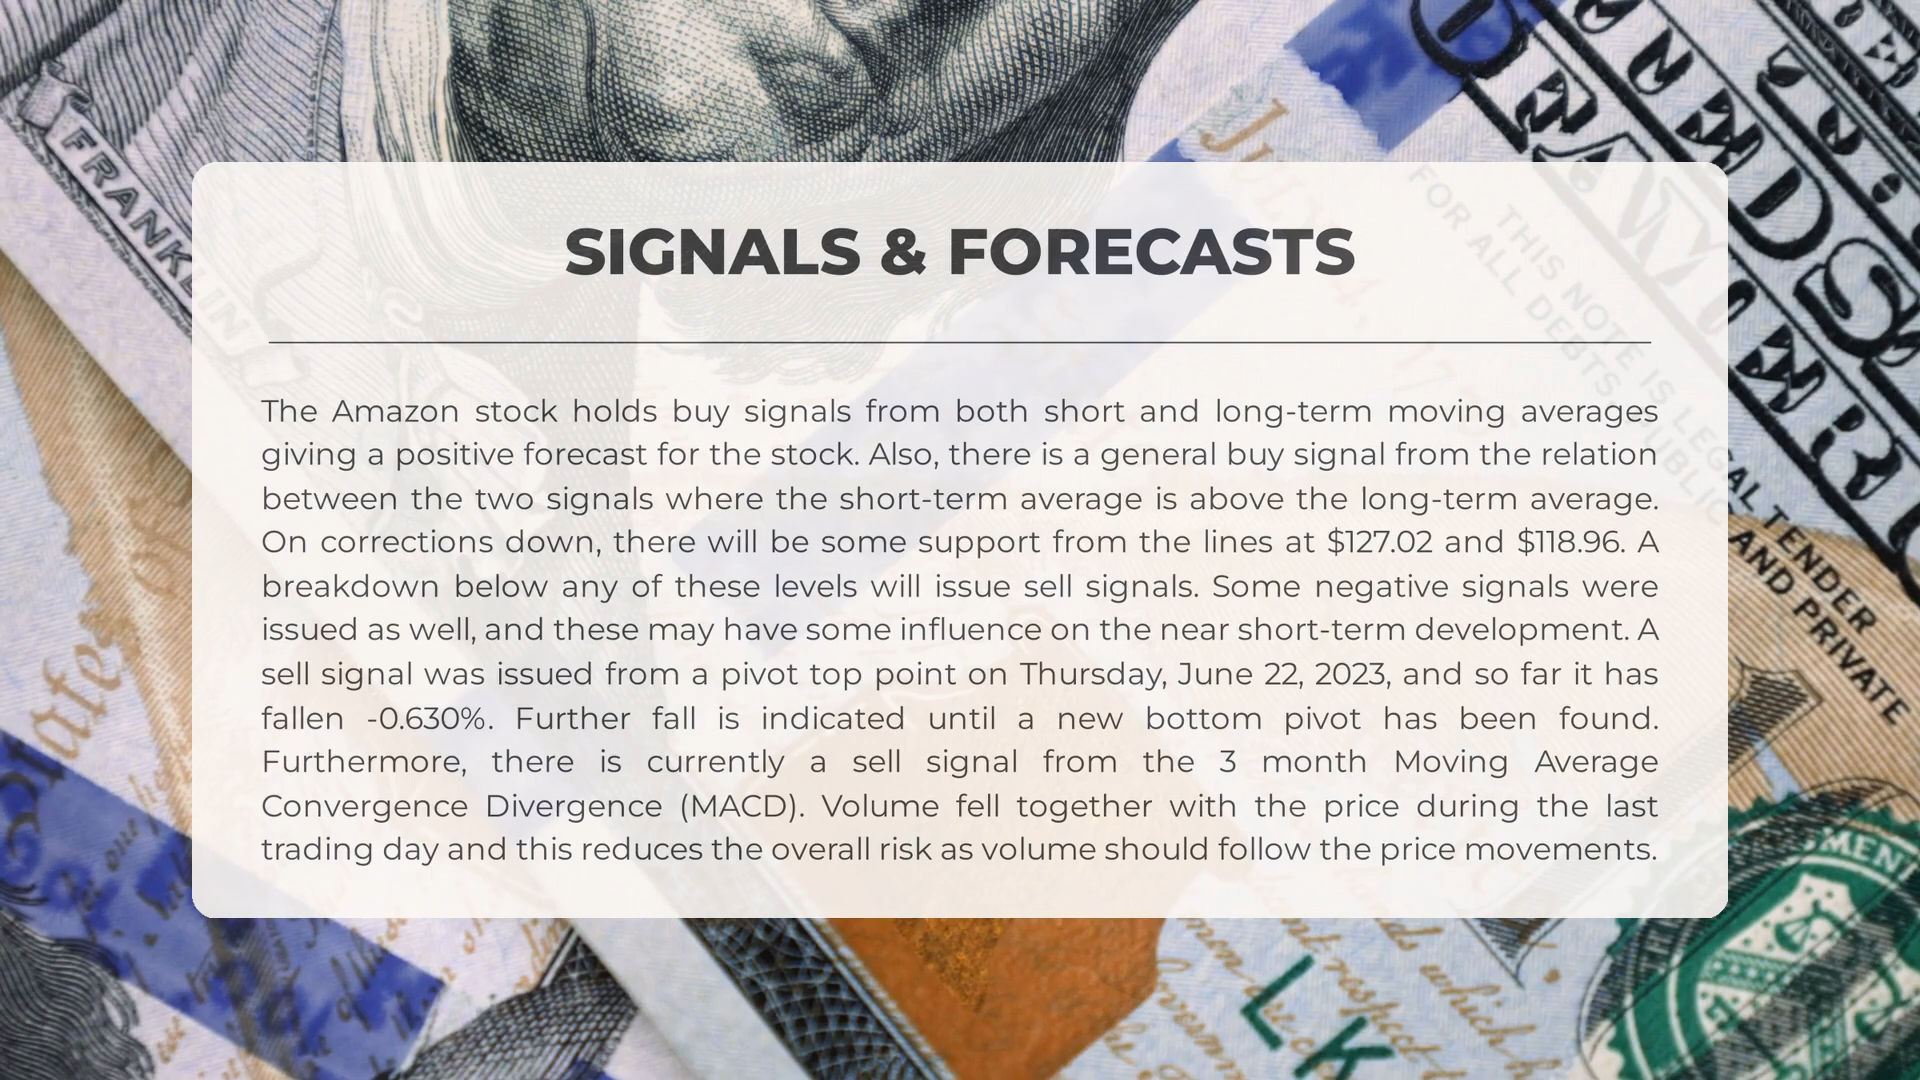 SIGNALS & FORECASTS
The Amazon stock holds buy signals from both short and long-term moving averages
giving a positive forecast for the stock. Also, there is a general buy signal from the relation
between the two signals where the short-term average is above the long-term average.
On corrections down, there will be some support from the lines at $127.02 and $118.96. A
breakdown below any of these levels will issue sell signals. Some negative signals were
issued as well, and these may have some influence on the near short-term development. A
sell signal was issued from a pivot top point on Thursday, June 22, 2023, and so far it has
fallen -0.630%. Further fall is indicated until a new bottom pivot has been found.
Furthermore, there is currently a sell signal from the 3 month Moving Average
Convergence Divergence (MACD). Volume fell together with the price during the last
trading day and this reduces the overall risk as volume should follow the price movements.
FRANKLIN
THIS NOTE IS LEGAL TENDER
FOR ALL DEBTS, PUBLIC AND PRIVATE
L K